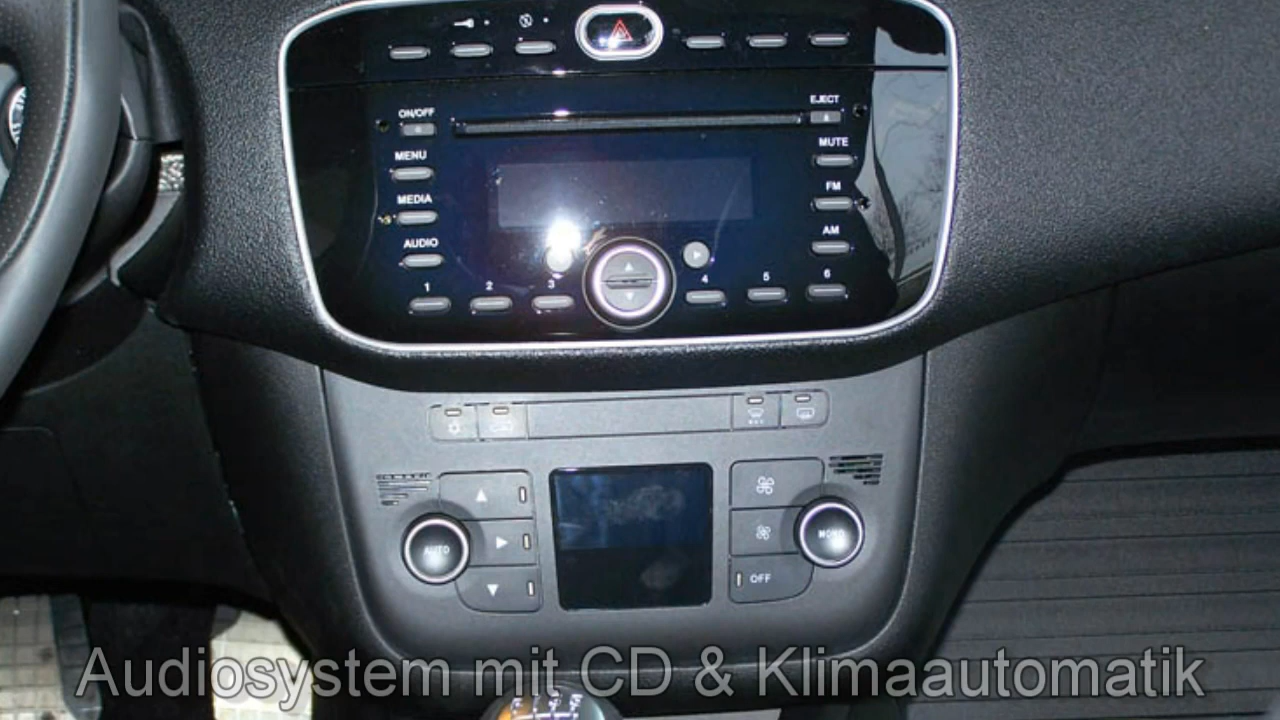 ON/OFF
EJECT
MENU
MUTE
MEDIA
FM
AUDIO
AM
1 2 3 4 5 6
AUTO
MONO
OFF
Audiosystem mit CD & Klimaautomatik